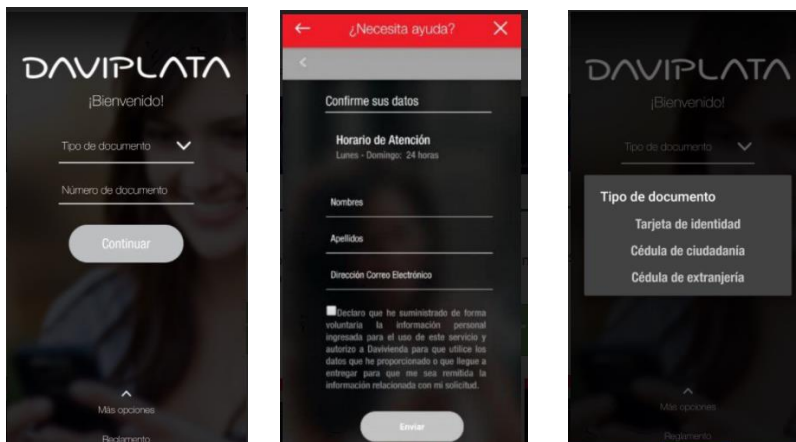 DAVIPLATA
¡Bienvenido!
Tipo de documento
Número de documento
Continuar
Más opciones
Reglamento
¿Necesita ayuda?
Confirme sus datos
Horario de Atención
Lunes - Domingo: 24 horas
Nombres
Apellidos
Dirección Correo Electrónico
Declaro que he suministrado de forma
voluntaria la información personal
ingresada para el uso de este servicio y
autorizo a Davivienda para que utilice los
datos que he proporcionado o que llegue a
entregar para que me sea remitida la
información relacionada con mi solicitud.
Enviar
DAVIPLATA
¡Bienvenido!
Tipo de documento
Tipo de documento
Tarjeta de identidad
Cédula de ciudadanía
Cédula de extranjería
Más opciones
Reglamento